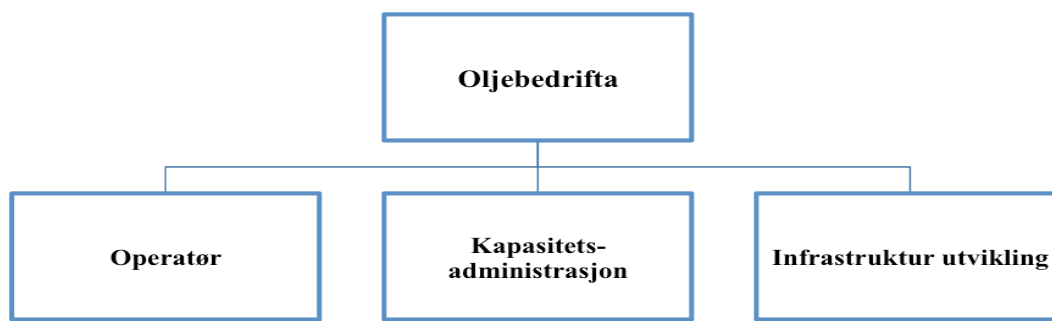 Oljebedrifta
Operatør
Kapasitets-
administrasjon
Infrastruktur utvikling